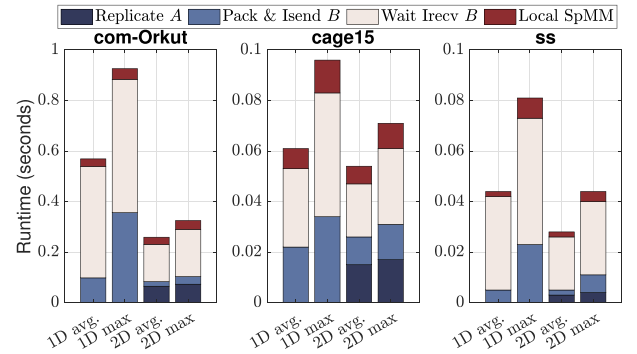 Replicate A Pack & Isend B Wait Irecv B Local SpMM
com-Orkut cage15 ss
Runtime (seconds)
1 0.8 0.6 0.4 0.2 0
0.1 0.08 0.06 0.04 0.02 0
0.1 0.08 0.06 0.04 0.02 0
1D avg. 1D max 2D avg. 2D max
1D avg. 1D max 2D avg. 2D max
1D avg. 1D max 2D avg. 2D max